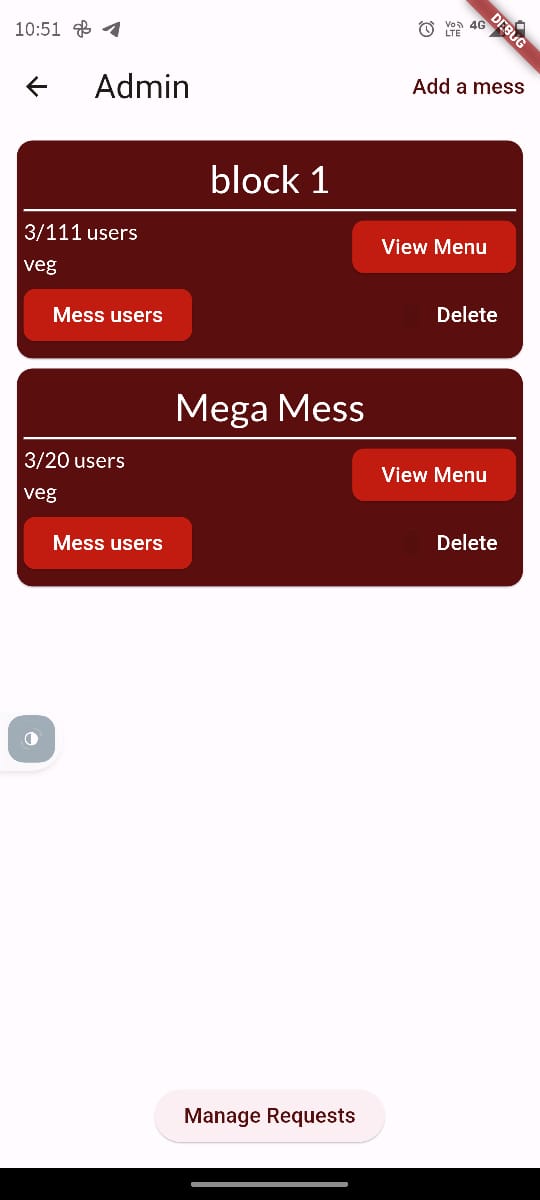 10:51
Vo))
LTE
4G
DEBUG
Admin
Add a mess
block 1
3/111 users
View Menu
veg
Mess users
Delete
Mega Mess
3/20 users
View Menu
veg
Mess users
Delete
Manage Requests